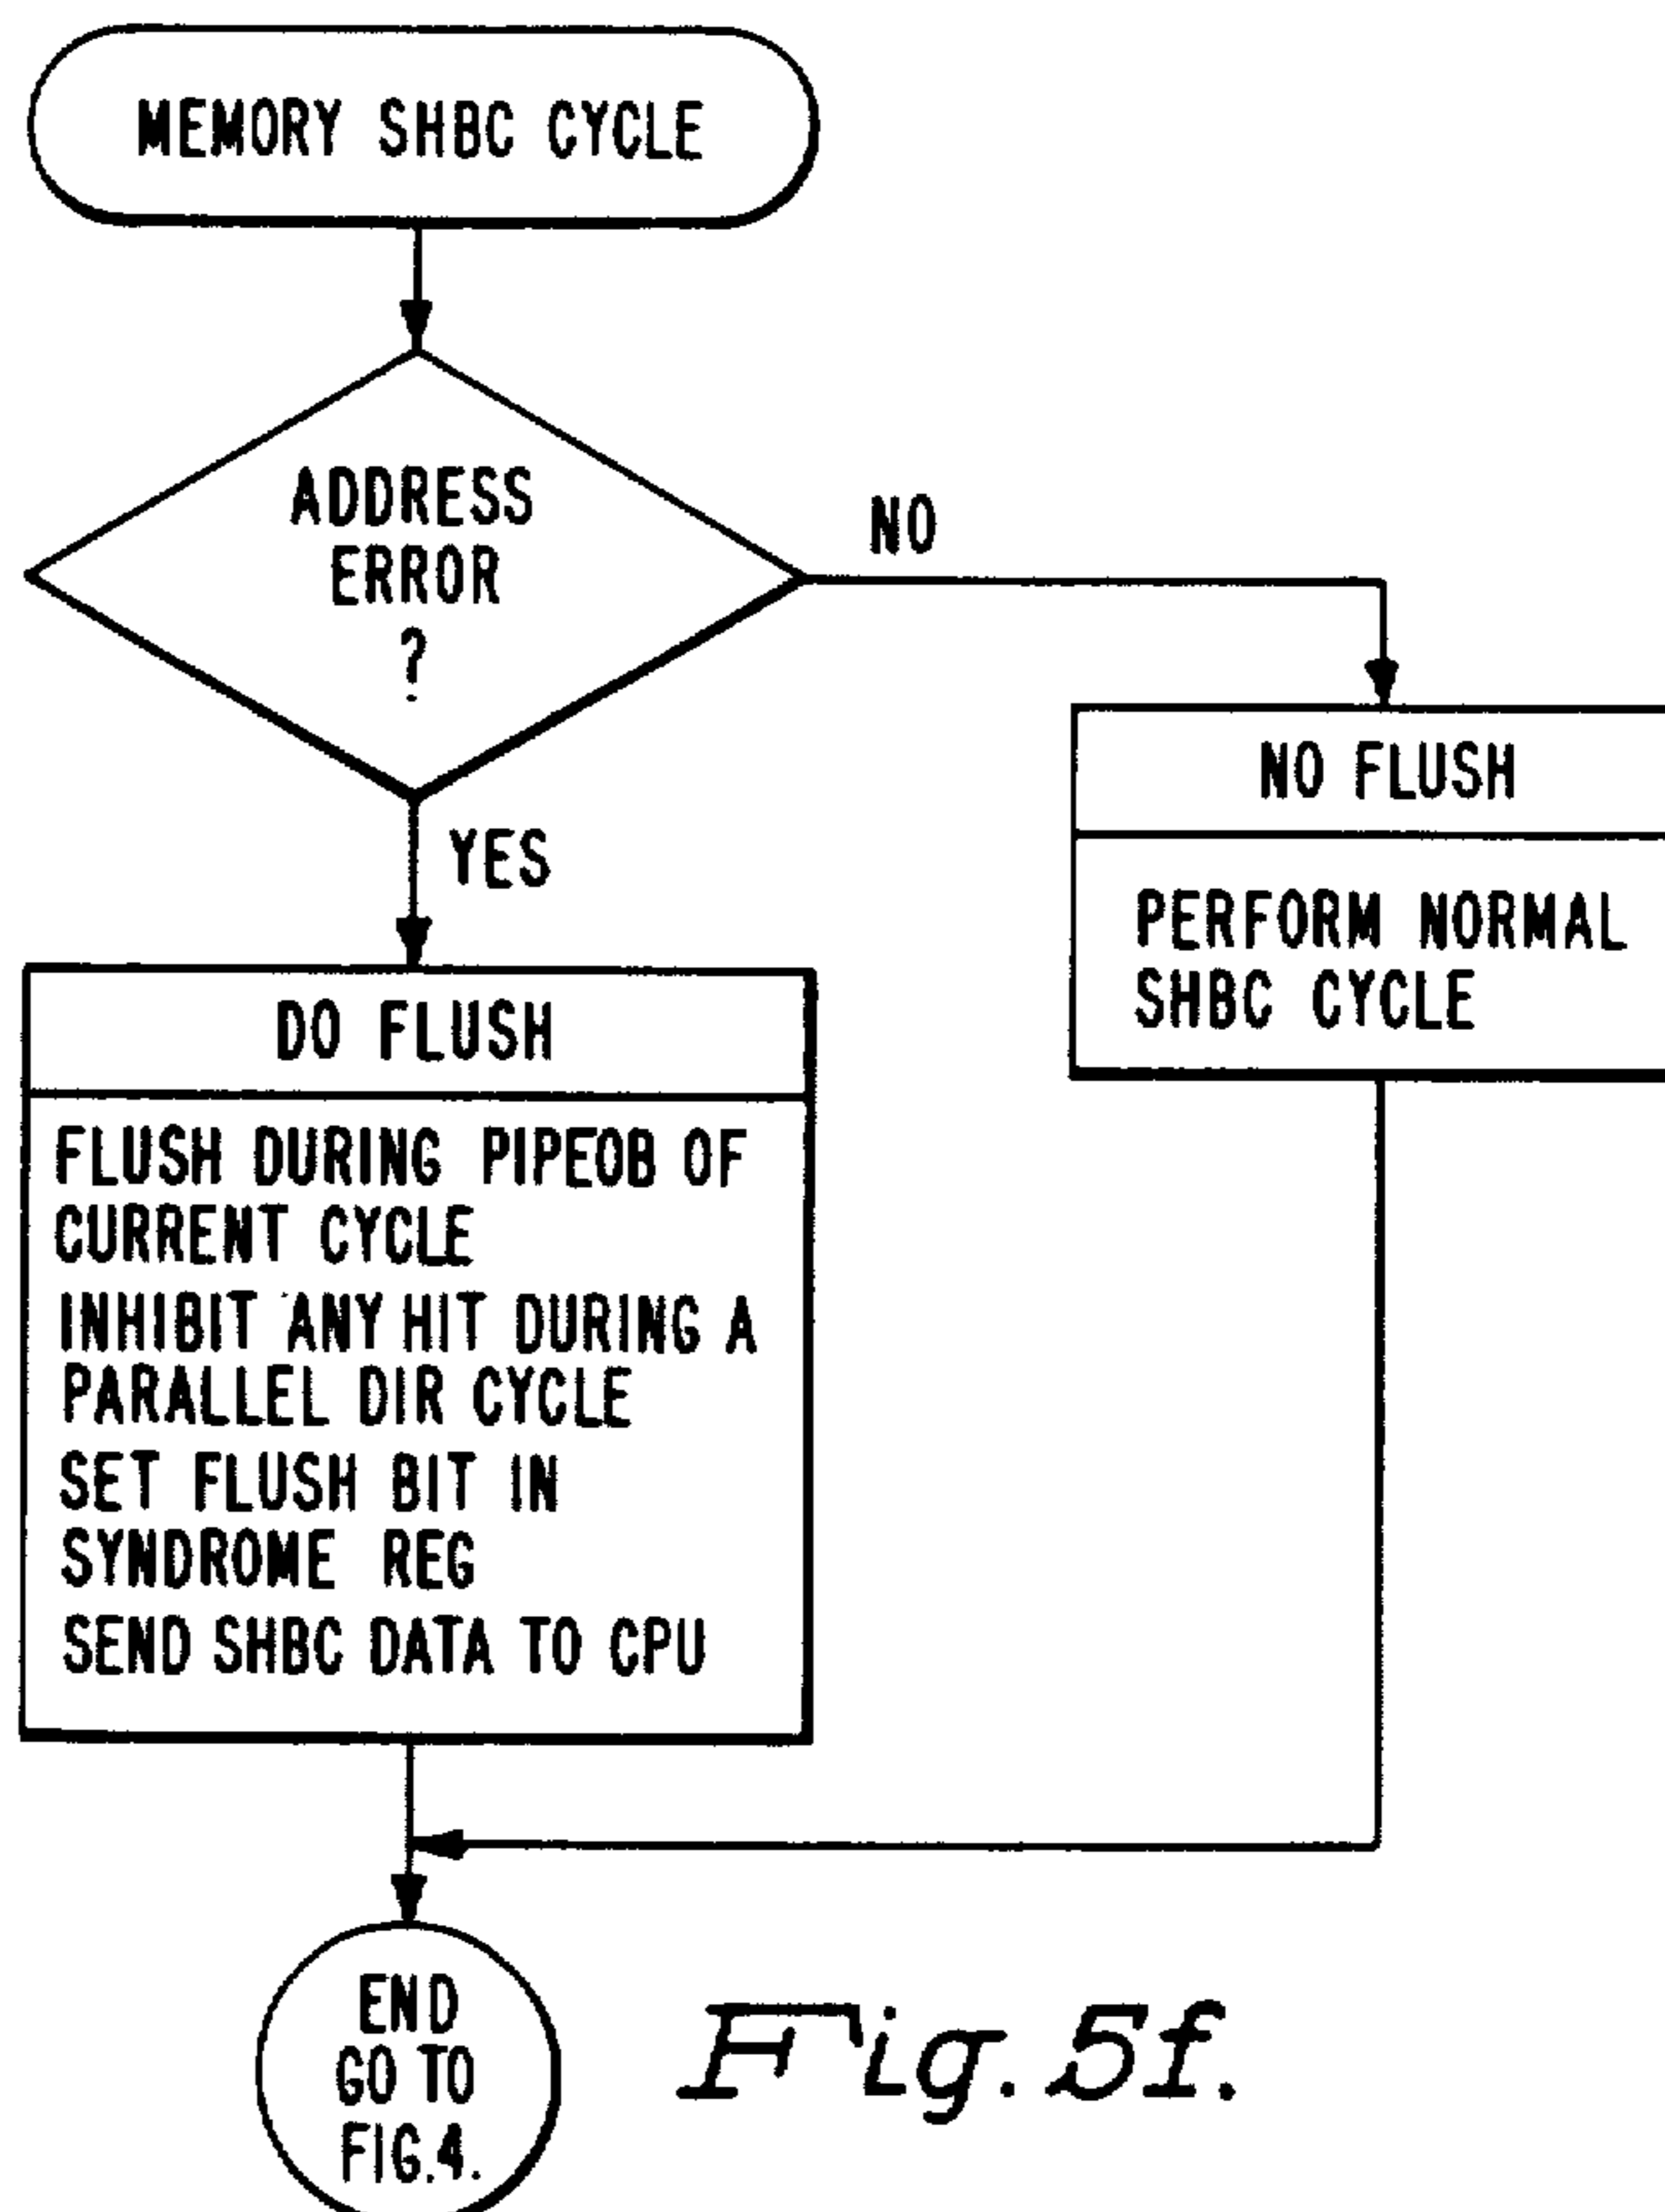 MEMORY SHBC CYCLE
ADDRESS
ERROR
?
NO
YES
NO FLUSH
PERFORM NORMAL
SHBC CYCLE
DO FLUSH
FLUSH DURING PIPEOB OF
CURRENT CYCLE
INHIBIT ANY HIT DURING A
PARALLEL DIR CYCLE
SET FLUSH BIT IN
SYNDROME REG
SEND SHBC DATA TO CPU
END
GO TO
FIG.4.
Fig. 5f.